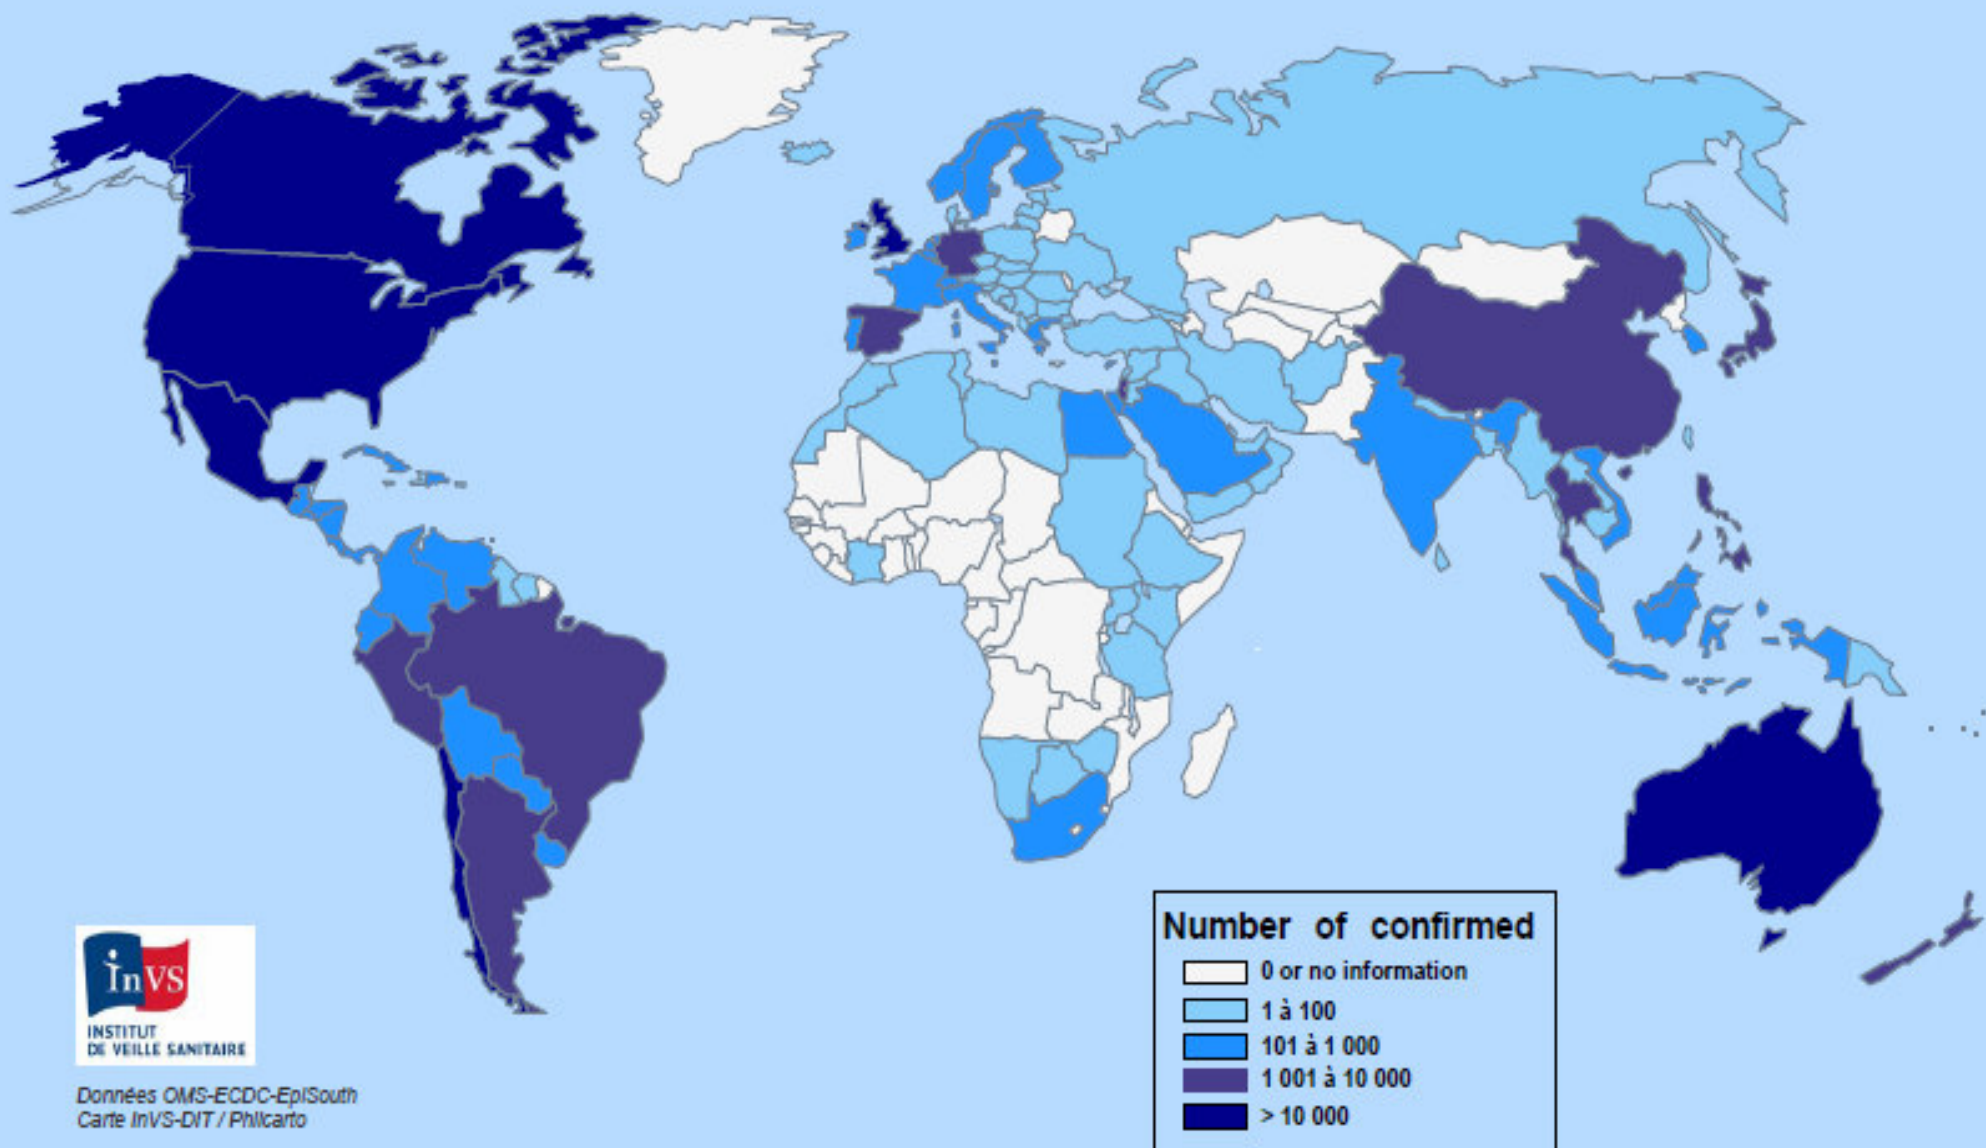 Number of confirmed
0 or no information
1 à 100
101 à 1 000
1 001 à 10 000
> 10 000
InVS
INSTITUT
DE VEILLE SANITAIRE
Données OMS-ECDC-EpiSouth
Carte InVS-DIT / Philcarto